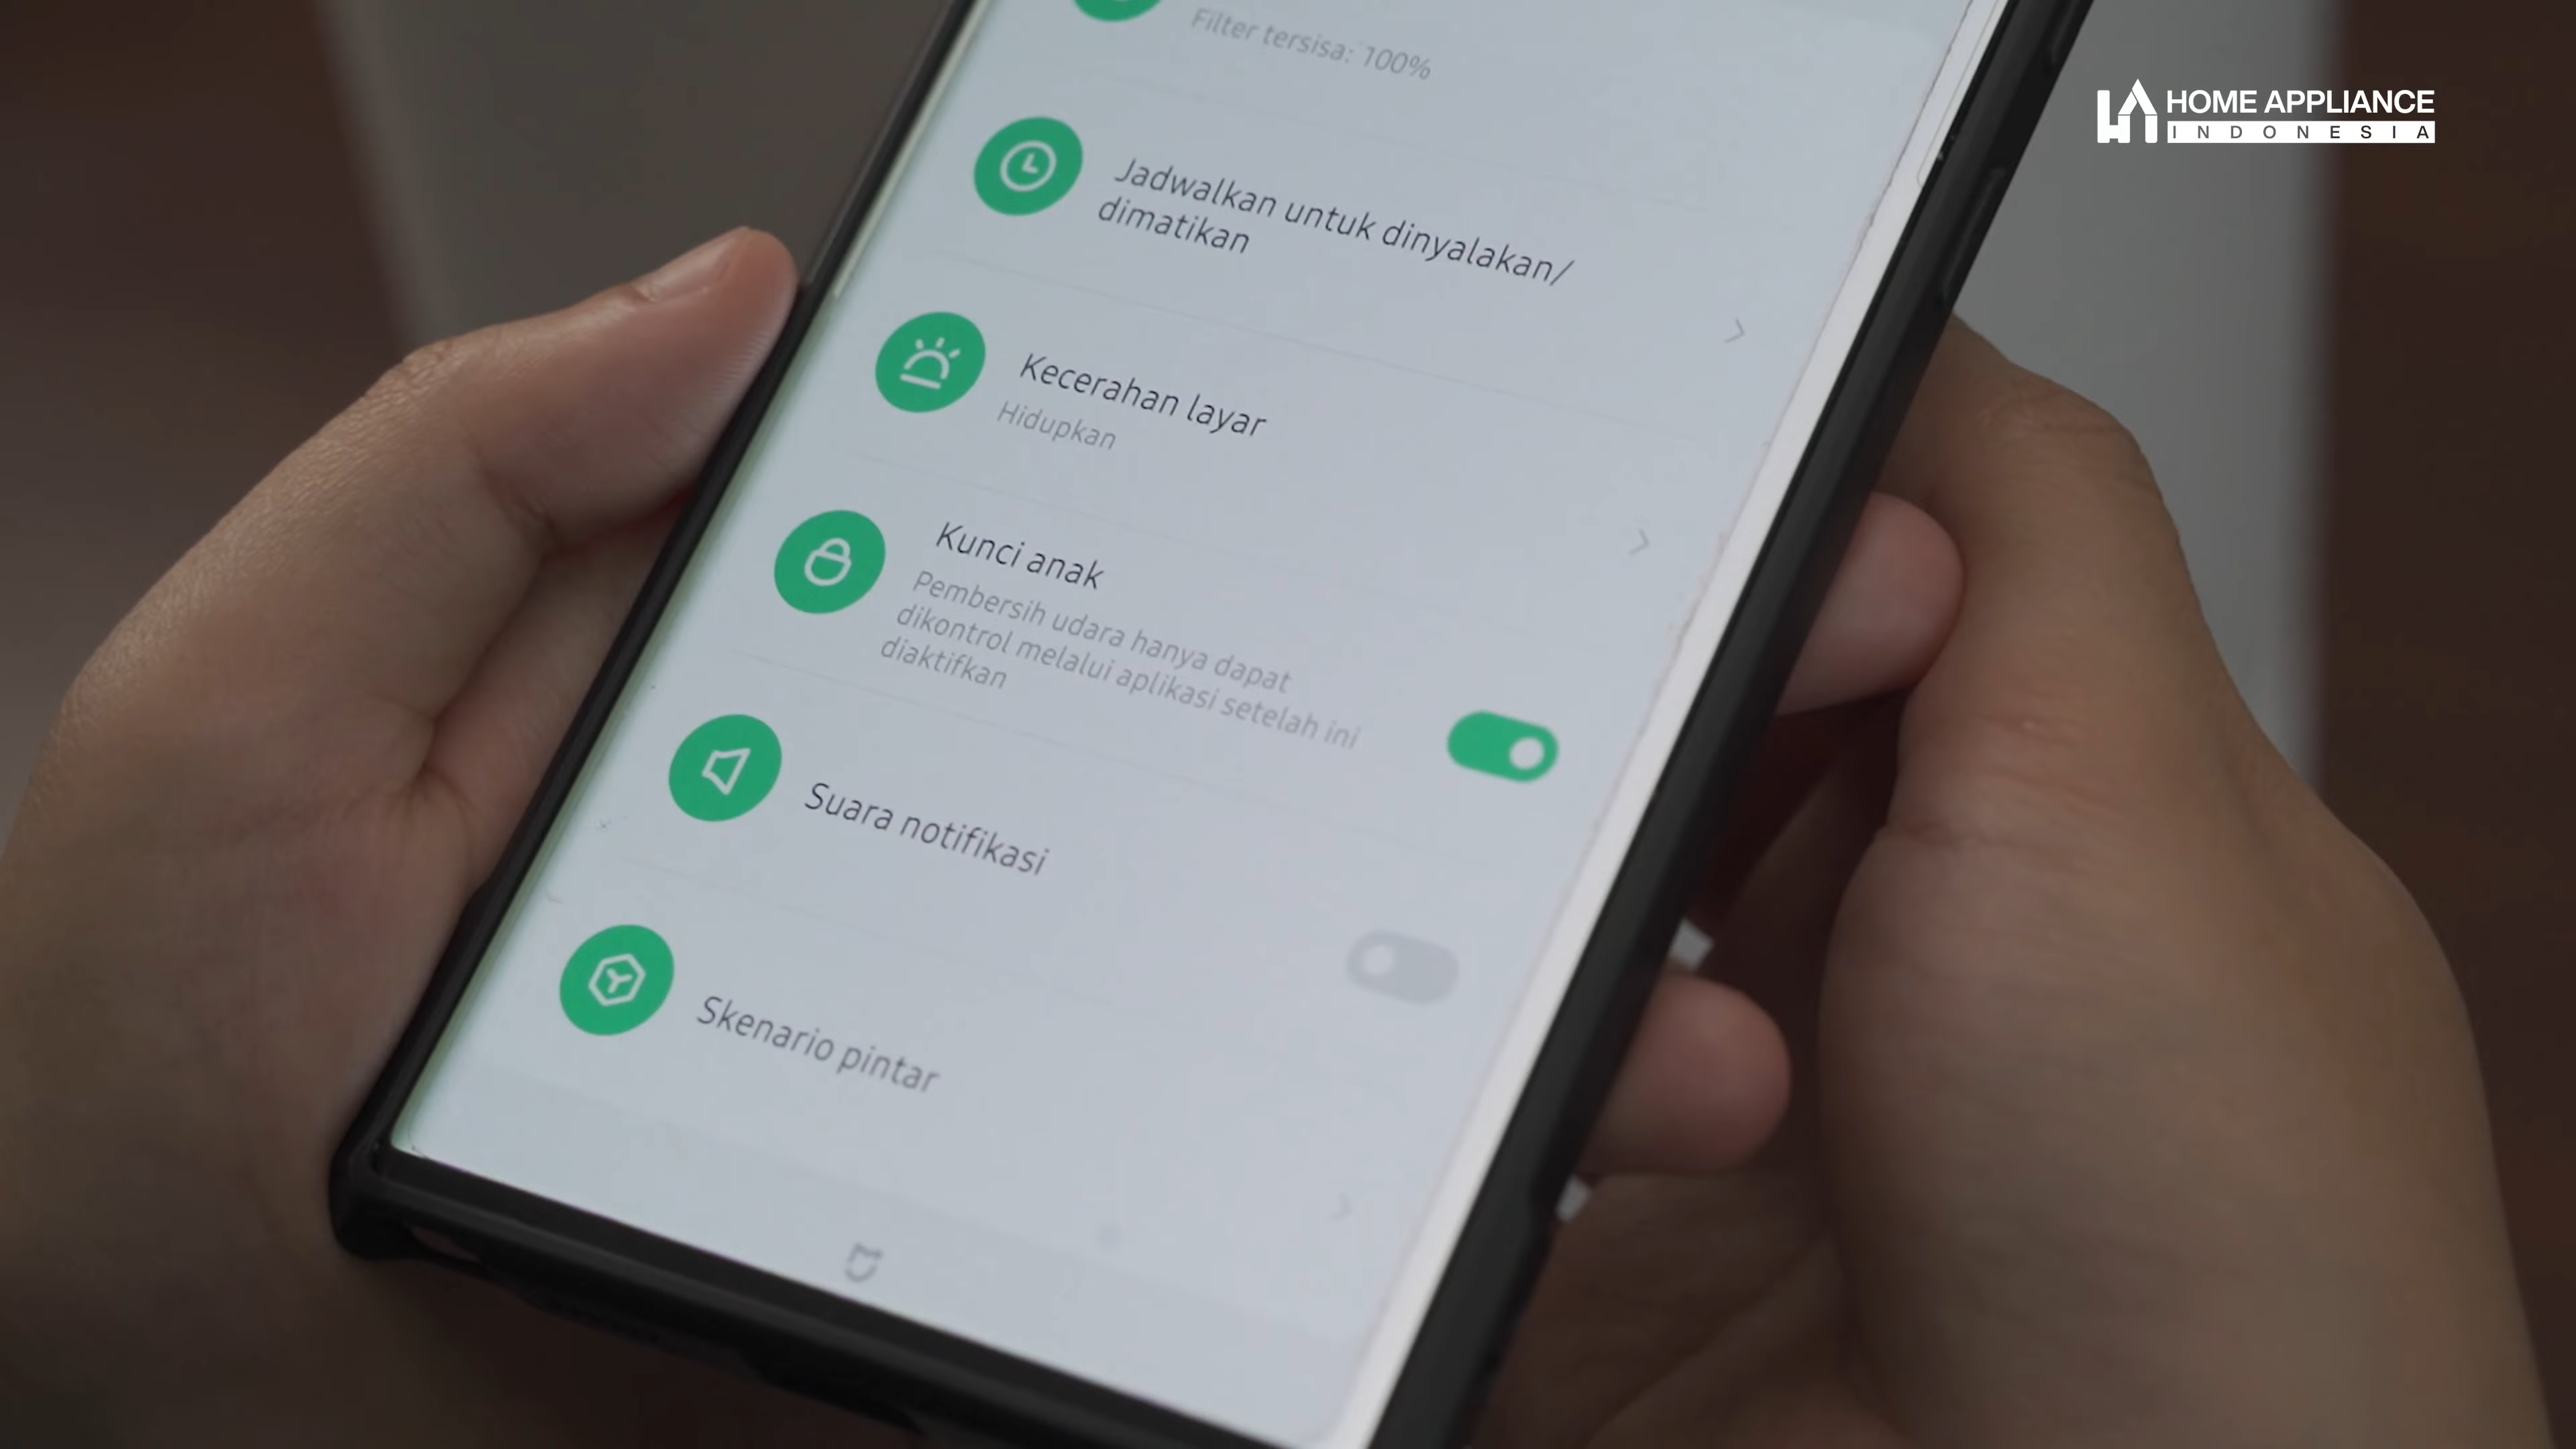 Filter tersisa: 100%
HOME APPLIANCE
INDONESIA
Jadwalkan untuk dinyalakan/
dimatikan
Kecerahan layar
Hidupkan
Kunci anak
Pembersih udara hanya dapat
dikontrol melalui aplikasi setelah ini
diaktifkan
Suara notifikasi
Skenario pintar